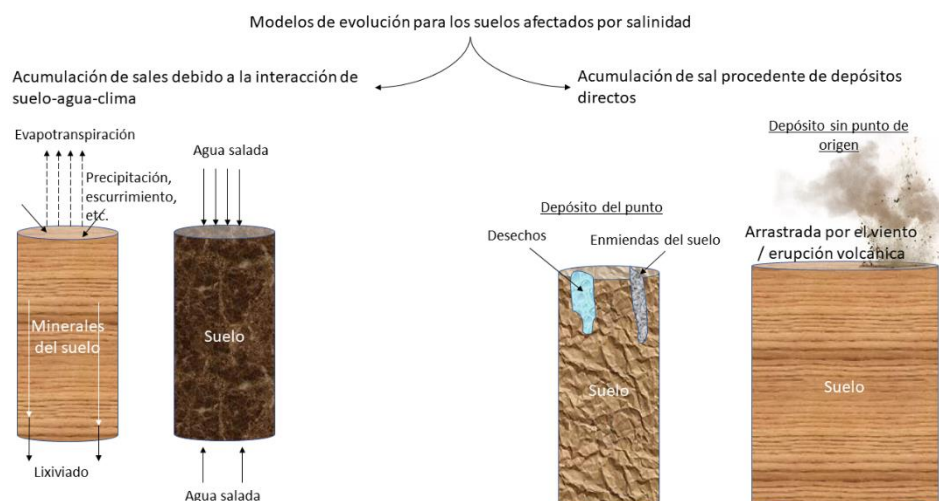 Modelos de evolución para los suelos afectados por salinidad
Acumulación de sales debido a la interacción de
suelo-agua-clima
Evapotranspiración
Precipitación,
escurrimiento,
etc.
Minerales
del suelo
Lixiviado
Agua salada
Suelo
Agua salada
Acumulación de sal procedente de depósitos
directos
Depósito del punto
Desechos
Enmiendas del suelo
Suelo
Depósito sin punto de
origen
Arrastrada por el viento
/ erupción volcánica
Suelo